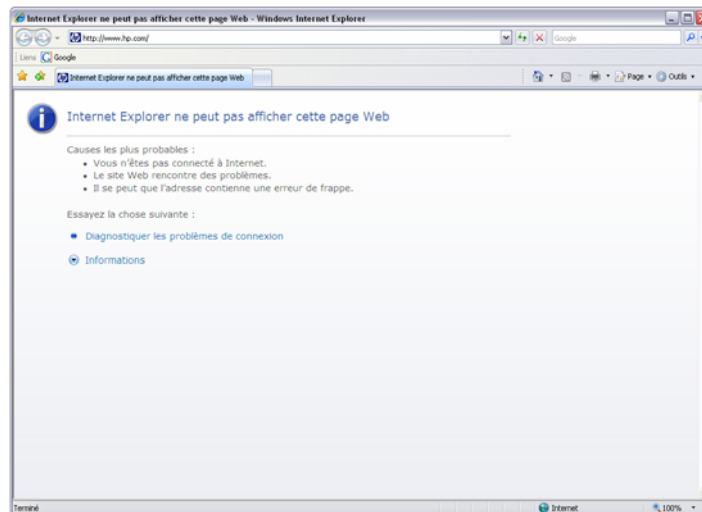 Internet Explorer ne peut pas afficher cette page Web - Windows Internet Explorer
http://www.hp.com/
Google
Liens Google
Internet Explorer ne peut pas afficher cette page Web
Page Outils
Internet Explorer ne peut pas afficher cette page Web
Causes les plus probables :
• Vous n'êtes pas connecté à Internet.
• Le site Web rencontre des problèmes.
• Il se peut que l'adresse contienne une erreur de frappe.
Essayez la chose suivante :
Diagnostiquer les problèmes de connexion
Informations
Terminé Internet 100%